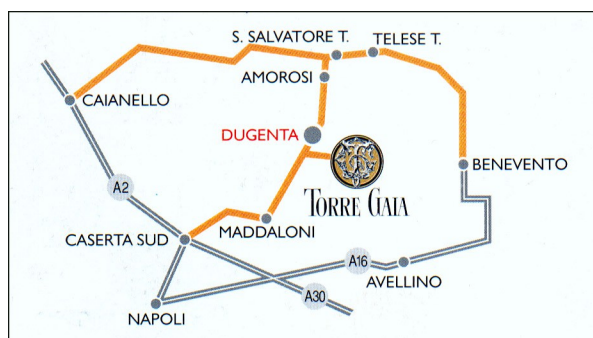 S. SALVATORE T.
TELESE T.
AMOROSI
CAIANELLO
DUGENTA
BENEVENTO
A2
TORRE GAIA
MADDALONI
CASERTA SUD
A16
AVELLINO
A30
NAPOLI